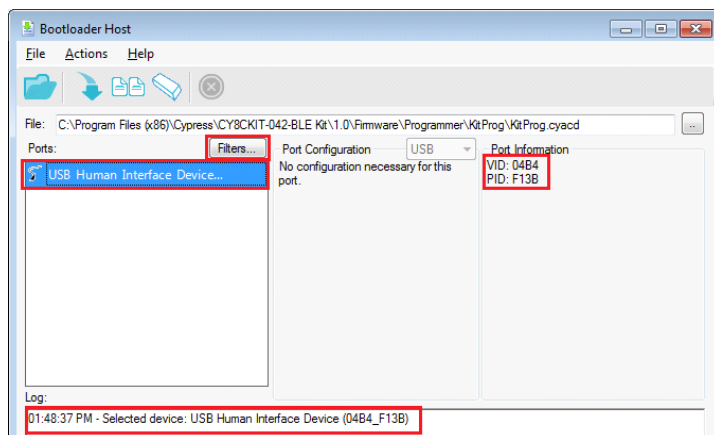 Bootloader Host
File Actions Help
File: C:\Program Files (x86)\Cypress\CY8CKIT-042-BLE Kit\1.0\Firmware\Programmer\KitProg\KitProg.cyacd ..
Ports: Filters...
USB Human Interface Device...
Port Configuration USB
No configuration necessary for this
port.
Port Information
VID: 04B4
PID: F13B
Log:
01:48:37 PM - Selected device: USB Human Interface Device (04B4_F13B)